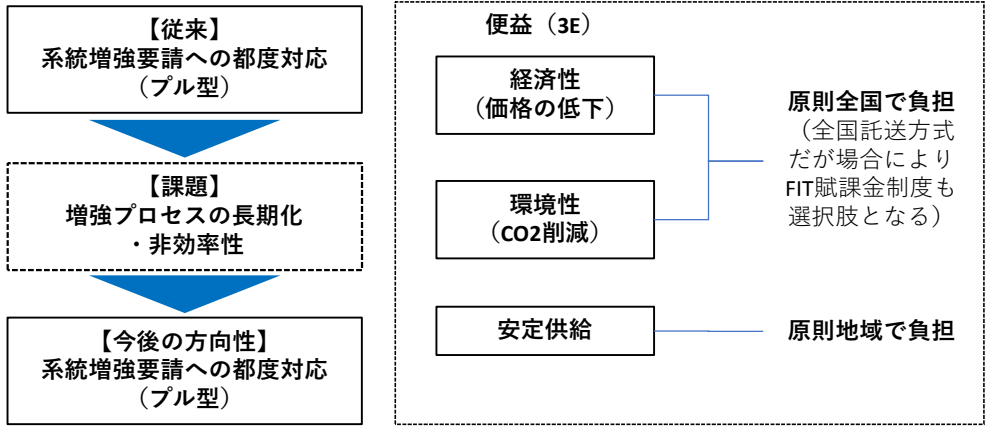 【従来】
系統増強要請への都度対応
（プル型）
【課題】
増強プロセスの長期化
・非効率性
【今後の方向性】
系統増強要請への都度対応
（プル型）
便益（3E）
経済性
（価格の低下）
環境性
（CO2削減）
安定供給
原則全国で負担
（全国託送方式
だが場合により
FIT賦課金制度も
選択肢となる）
原則地域で負担